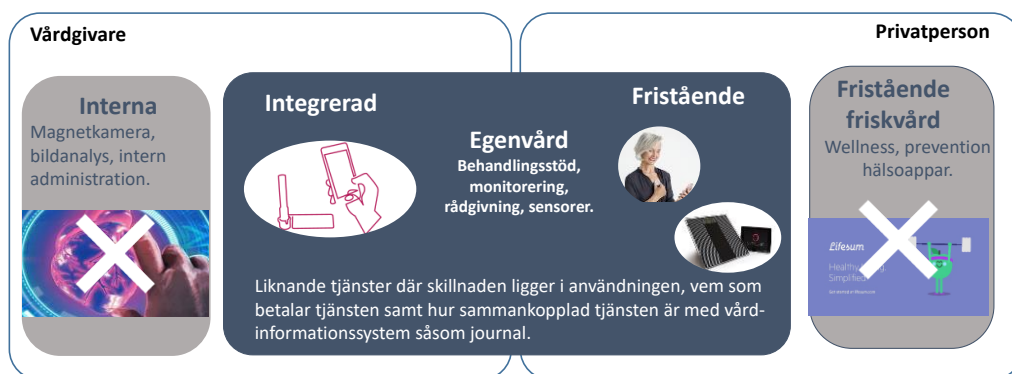 Vårdgivare
Privatperson
Interna
Magnetkamera,
bildanalys, intern
administration.
Integrerad
Egenvård
Behandlingsstöd,
monitorering,
rådgivning, sensorer.
Fristående
Liknande tjänster där skillnaden ligger i användningen, vem som
betalar tjänsten samt hur sammankopplad tjänsten är med vård-
informationssystem såsom journal.
Fristående
friskvård
Wellness, prevention
hälsoappar.
Lifesum
Simplified.